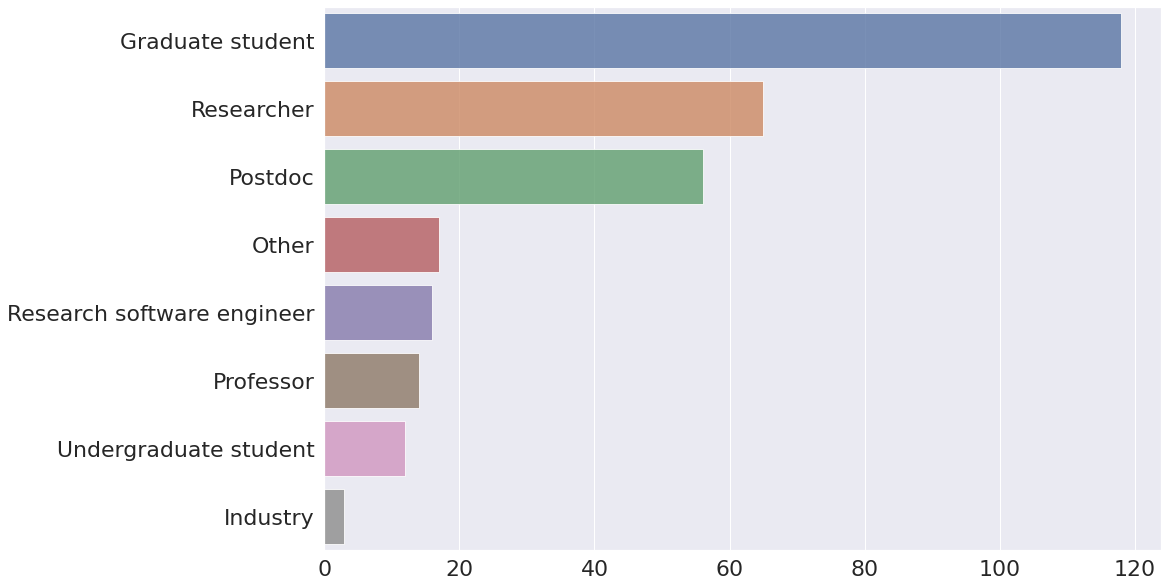 Graduate student
Researcher
Postdoc
Other
Research software engineer
Professor
Undergraduate student
Industry
0 20 40 60 80 100 120